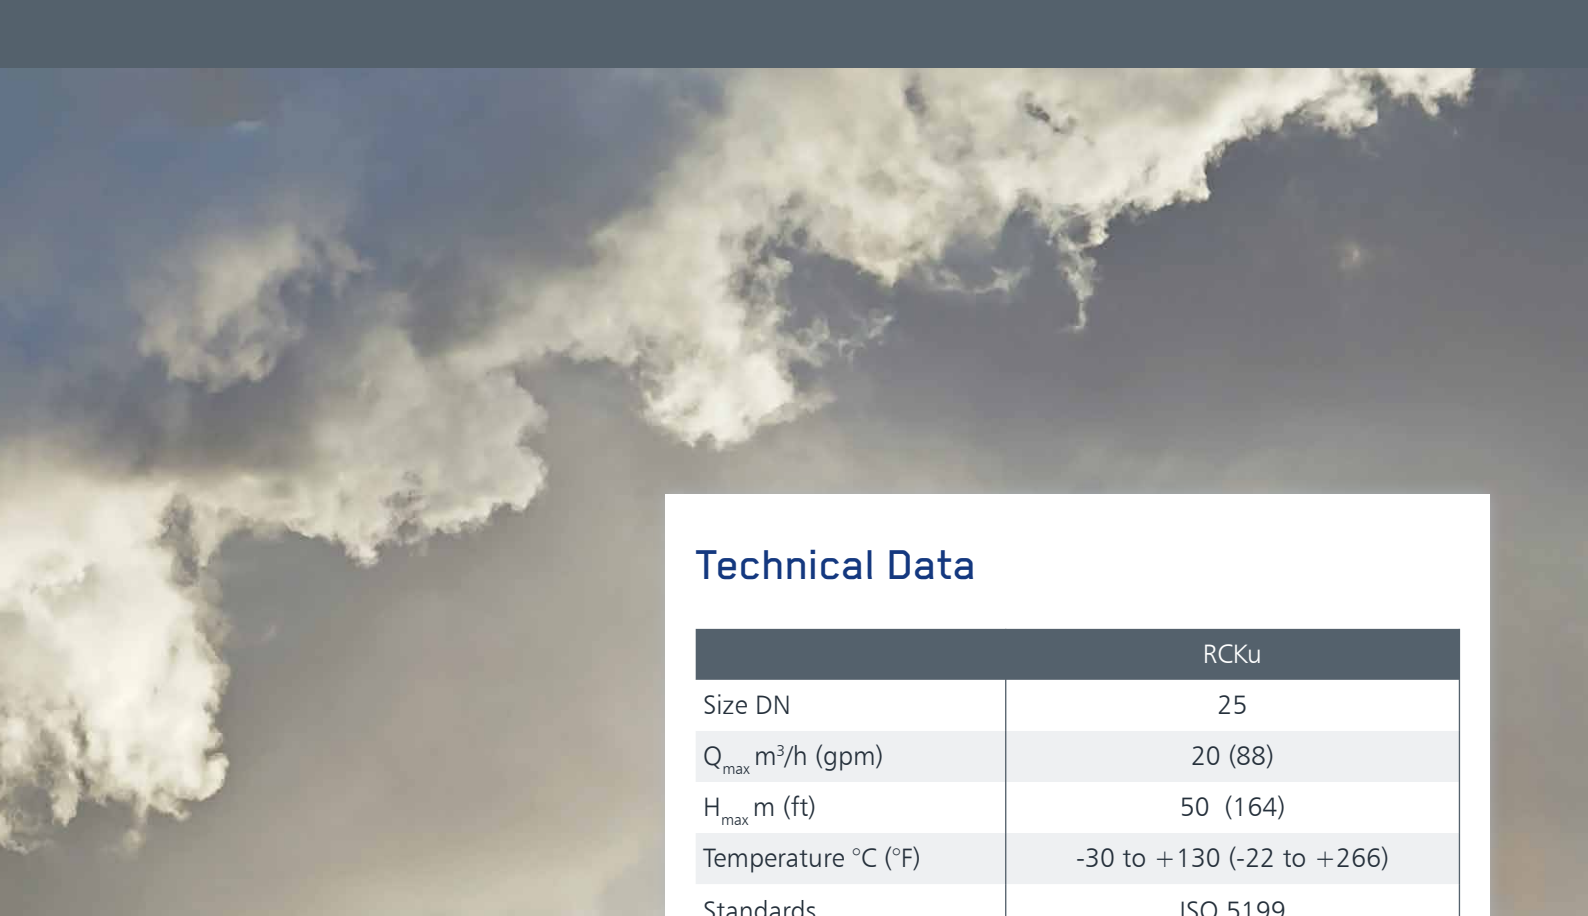 Technical Data
RCKu
Size DN 25
Qmax m³/h (gpm) 20 (88)
Hmax m (ft) 50 (164)
Temperature °C (°F) -30 to +130 (-22 to +266)
Standards ISO 5199